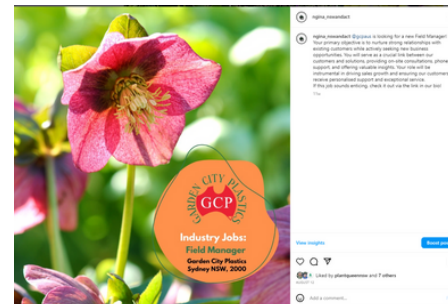 GARDEN CITY PLASTICS
GCP
Industry Jobs:
Field Manager
Garden City Plastics
Sydney NSW, 2000
ngina_nswandact
ngina_nswandact @gcpaus is looking for a new Field Manager!
Your primary objective is to nurture strong relationships with
existing customers while actively seeking new business
opportunities. You will serve as a crucial link between our
customers and solutions, providing on-site consultations, phone
support, and offering valuable insights. Your role will be
instrumental in driving sales growth and ensuring our customers
receive personalised support and exceptional service.
If this job sounds enticing, check it out via the link in our bio!
View insights
Boost post
Liked by plantqueennsw and 7 others
AUGUST
Add a comment...